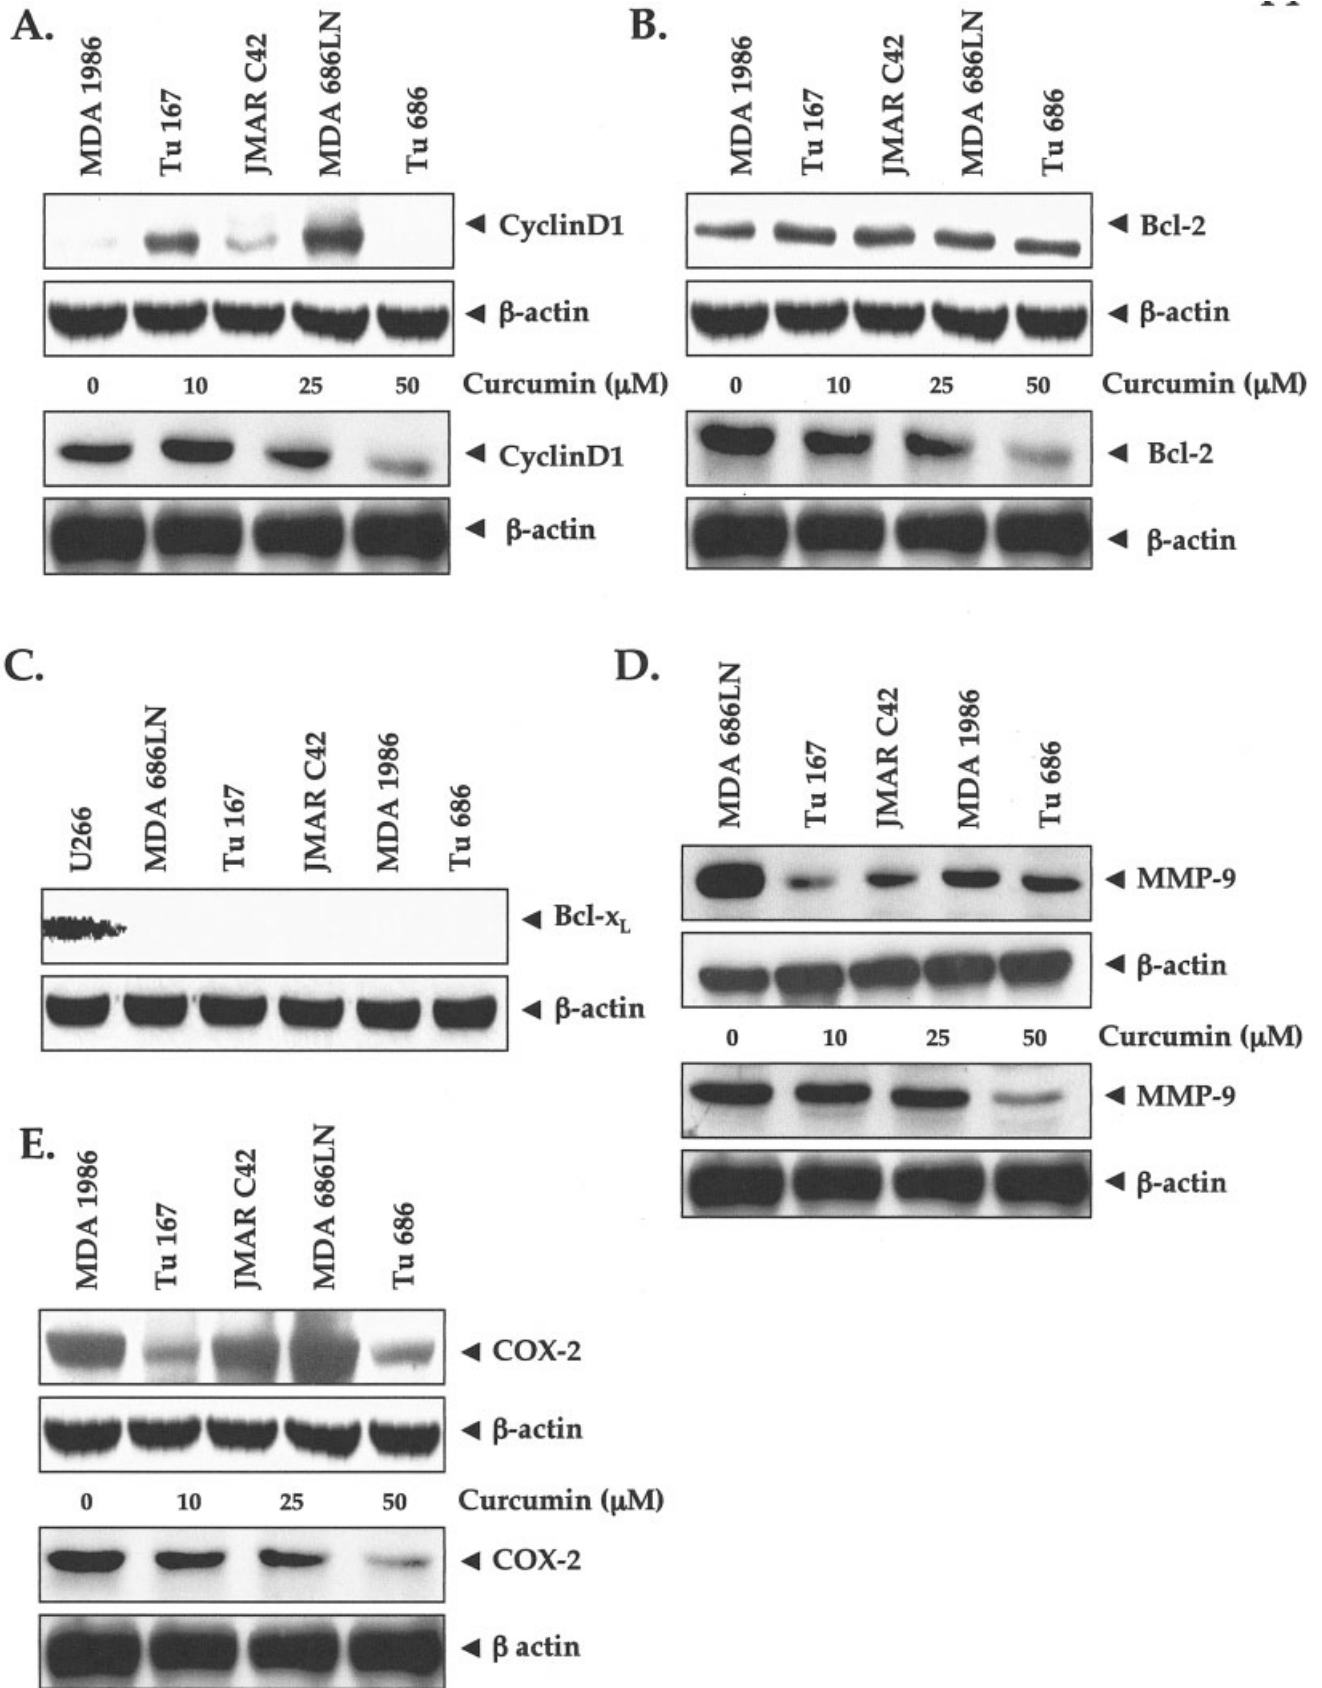 A.
MDA 1986
Tu 167
JMAR C42
MDA 686LN
Tu 686
◄ CyclinD1
◄ β-actin
0 10 25 50 Curcumin (μM)
◄ CyclinD1
◄ β-actin
B.
MDA 1986
Tu 167
JMAR C42
MDA 686LN
Tu 686
◄ Bcl-2
◄ β-actin
0 10 25 50 Curcumin (μM)
◄ Bcl-2
◄ β-actin
C.
U266
MDA 686LN
Tu 167
JMAR C42
MDA 1986
Tu 686
◄ Bcl-xL
◄ β-actin
D.
MDA 686LN
Tu 167
JMAR C42
MDA 1986
Tu 686
◄ MMP-9
◄ β-actin
0 10 25 50 Curcumin (μM)
◄ MMP-9
◄ β-actin
E.
MDA 1986
Tu 167
JMAR C42
MDA 686LN
Tu 686
◄ COX-2
◄ β-actin
0 10 25 50 Curcumin (μM)
◄ COX-2
◄ β actin